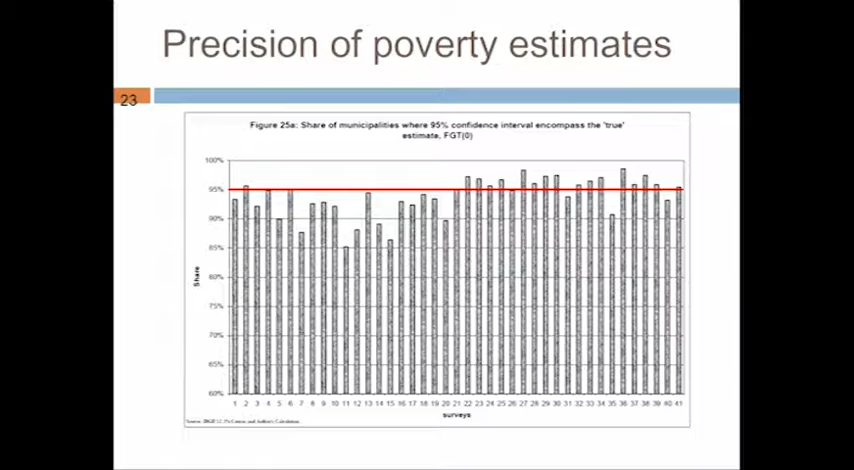 Precision of poverty estimates
23
Figure 25a: Share of municipalities where 95% confidence interval encompass the 'true'
estimate, FGT(0)
100%
95%
90%
85%
80%
75%
70%
65%
60%
Share
1 2 3 4 5 6 7 8 9 10 11 12 13 14 15 16 17 18 19 20 21 22 23 24 25 26 27 28 29 30 31 32 33 34 35 36 37 38 39 40 41
surveys